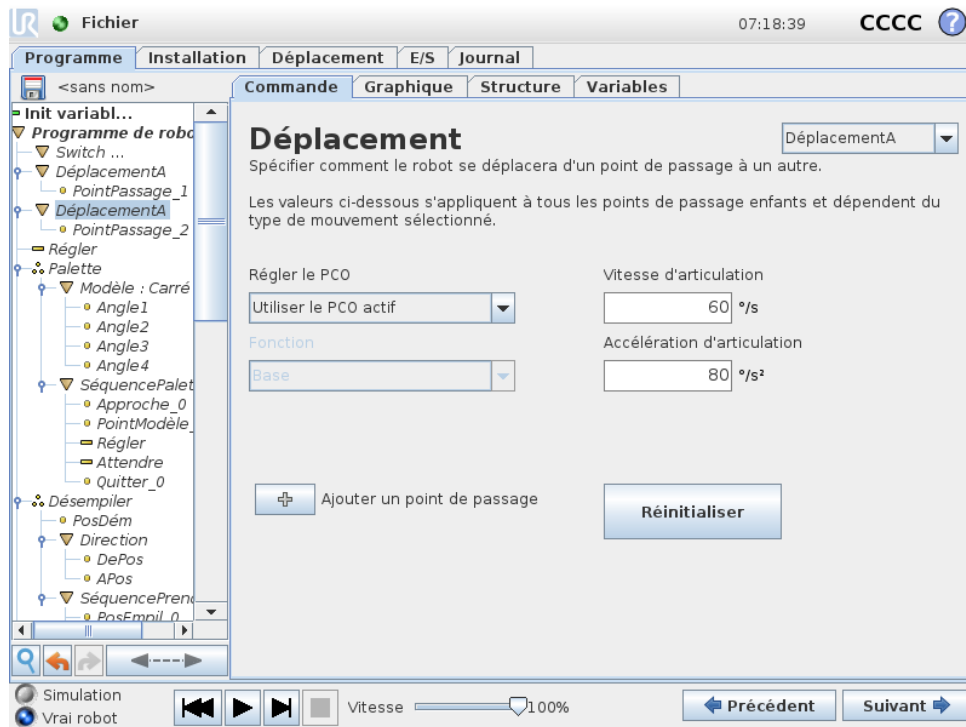 UR Fichier 07:18:39 CCCC ?
Programme Installation Déplacement E/S Journal
<sans nom> Commande Graphique Structure Variables
Init variabl...
Programme de robo
Switch ...
DéplacementA
PointPassage_1
DéplacementA
PointPassage_2
Régler
Palette
Modèle : Carré
Angle1
Angle2
Angle3
Angle4
SéquencePalet
Approche_0
PointModèle_
Régler
Attendre
Quitter_0
Désempiler
PosDém
Direction
DePos
APos
SéquencePrend
PosEmpil_0
Déplacement
DéplacementA
Spécifier comment le robot se déplacera d'un point de passage à un autre.
Les valeurs ci-dessous s'appliquent à tous les points de passage enfants et dépendent du
type de mouvement sélectionné.
Régler le PCO Vitesse d'articulation
Utiliser le PCO actif 60 °/s
Fonction Accélération d'articulation
Base 80 °/s²
Ajouter un point de passage Réinitialiser
Simulation
Vrai robot
Vitesse 100%
Précédent Suivant